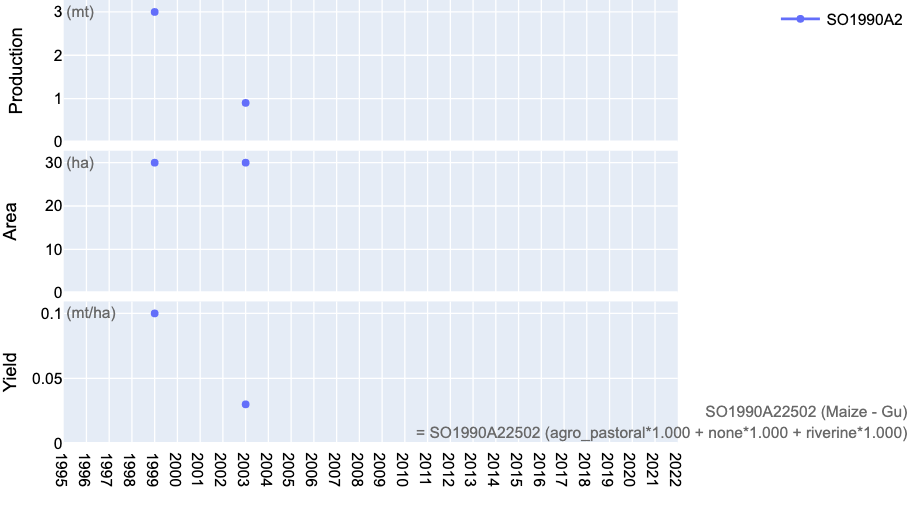 SO1990A2
Production
3 (mt)
2
1
0
Area
30 (ha)
20
10
0
Yield
0.1 (mt/ha)
0.05
0
SO1990A22502 (Maize - Gu)
= SO1990A22502 (agro_pastoral*1.000 + none*1.000 + riverine*1.000)
1995 1996 1997 1998 1999 2000 2001 2002 2003 2004 2005 2006 2007 2008 2009 2010 2011 2012 2013 2014 2015 2016 2017 2018 2019 2020 2021 2022